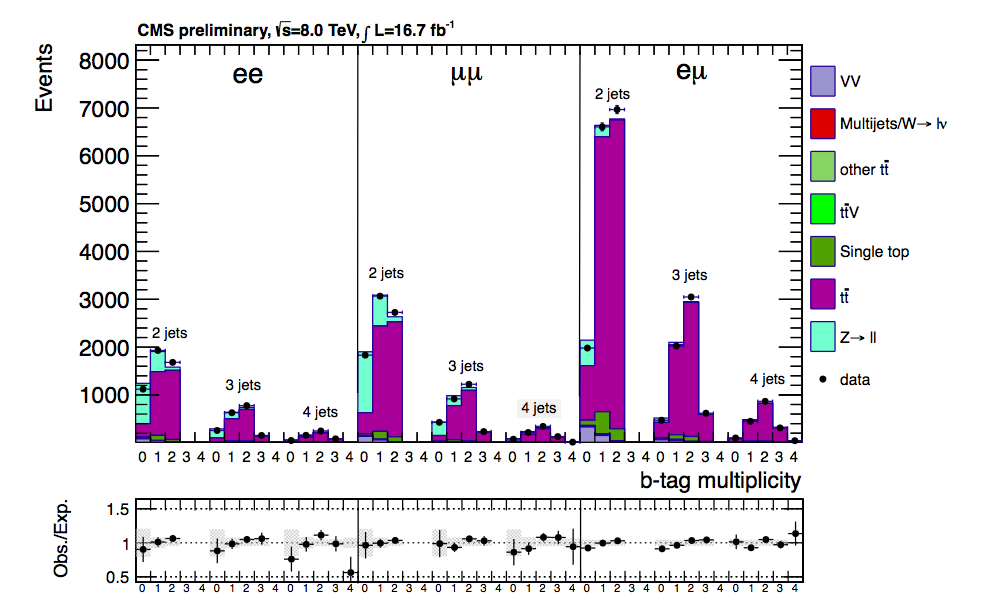 CMS preliminary, √s=8.0 TeV, ∫ L=16.7 fb⁻¹
Events
8000
7000
6000
5000
4000
3000
2000
1000
ee
μμ
eμ
2 jets
3 jets
4 jets
2 jets
3 jets
4 jets
2 jets
3 jets
4 jets
0 1 2 3 4 0 1 2 3 4 0 1 2 3 4 0 1 2 3 4 0 1 2 3 4 0 1 2 3 4 0 1 2 3 4 0 1 2 3 4 0 1 2 3 4
b-tag multiplicity
VV
Multijets/W→ lν
other tt̄
tt̄V
Single top
tt̄
Z→ ll
data
Obs./Exp.
1.5
1
0.5
0 1 2 3 4 0 1 2 3 4 0 1 2 3 4 0 1 2 3 4 0 1 2 3 4 0 1 2 3 4 0 1 2 3 4 0 1 2 3 4 0 1 2 3 4